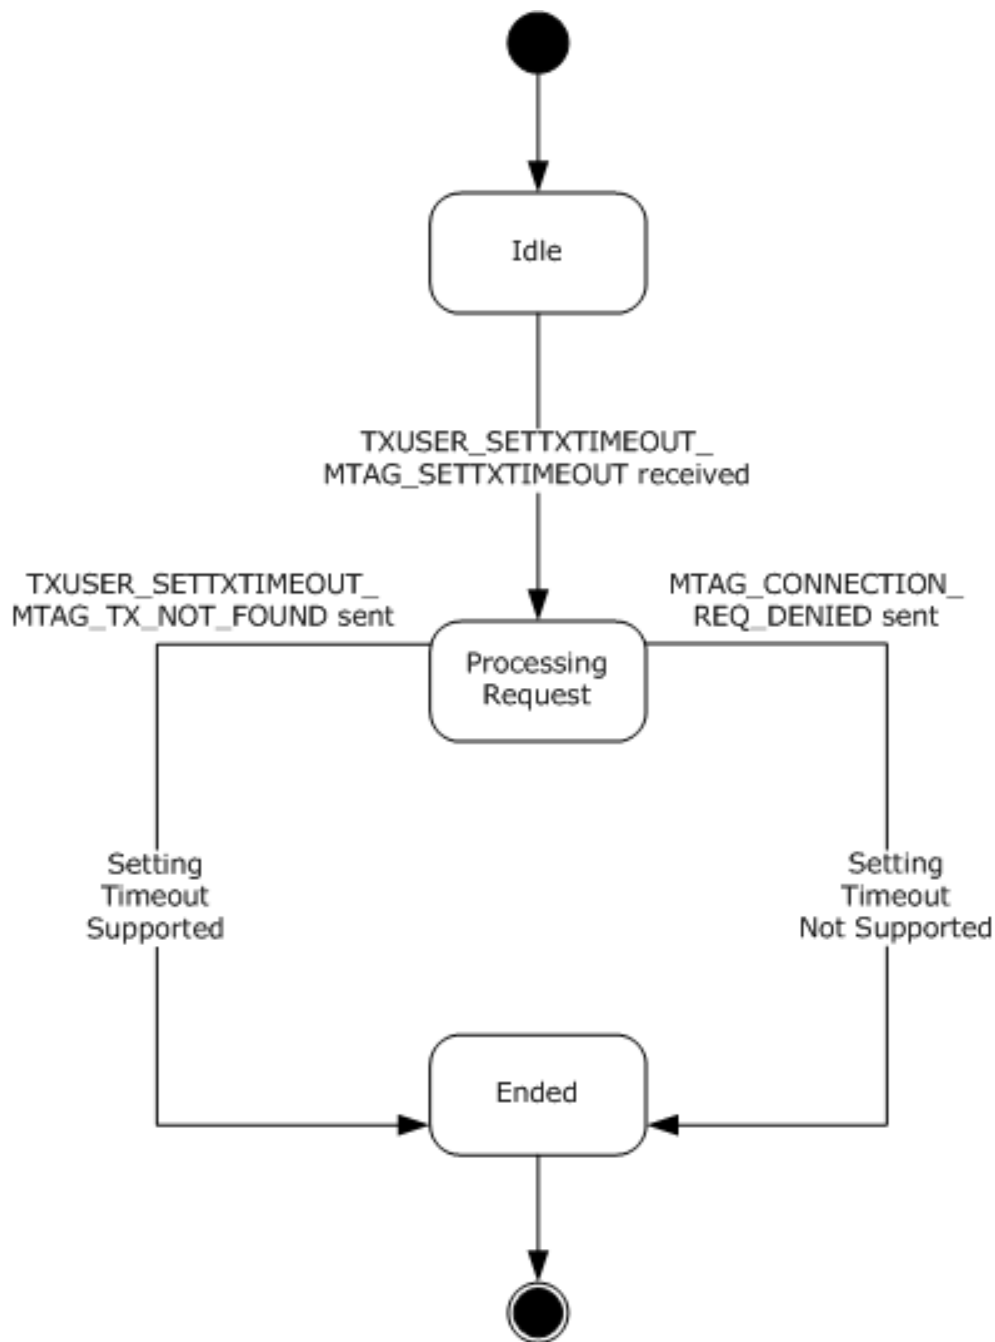 Idle
TXUSER_SETTXTIMEOUT_
MTAG_SETTXTIMEOUT received
TXUSER_SETTXTIMEOUT_
MTAG_TX_NOT_FOUND sent
MTAG_CONNECTION_
REQ_DENIED sent
Processing
Request
Setting
Timeout
Supported
Setting
Timeout
Not Supported
Ended